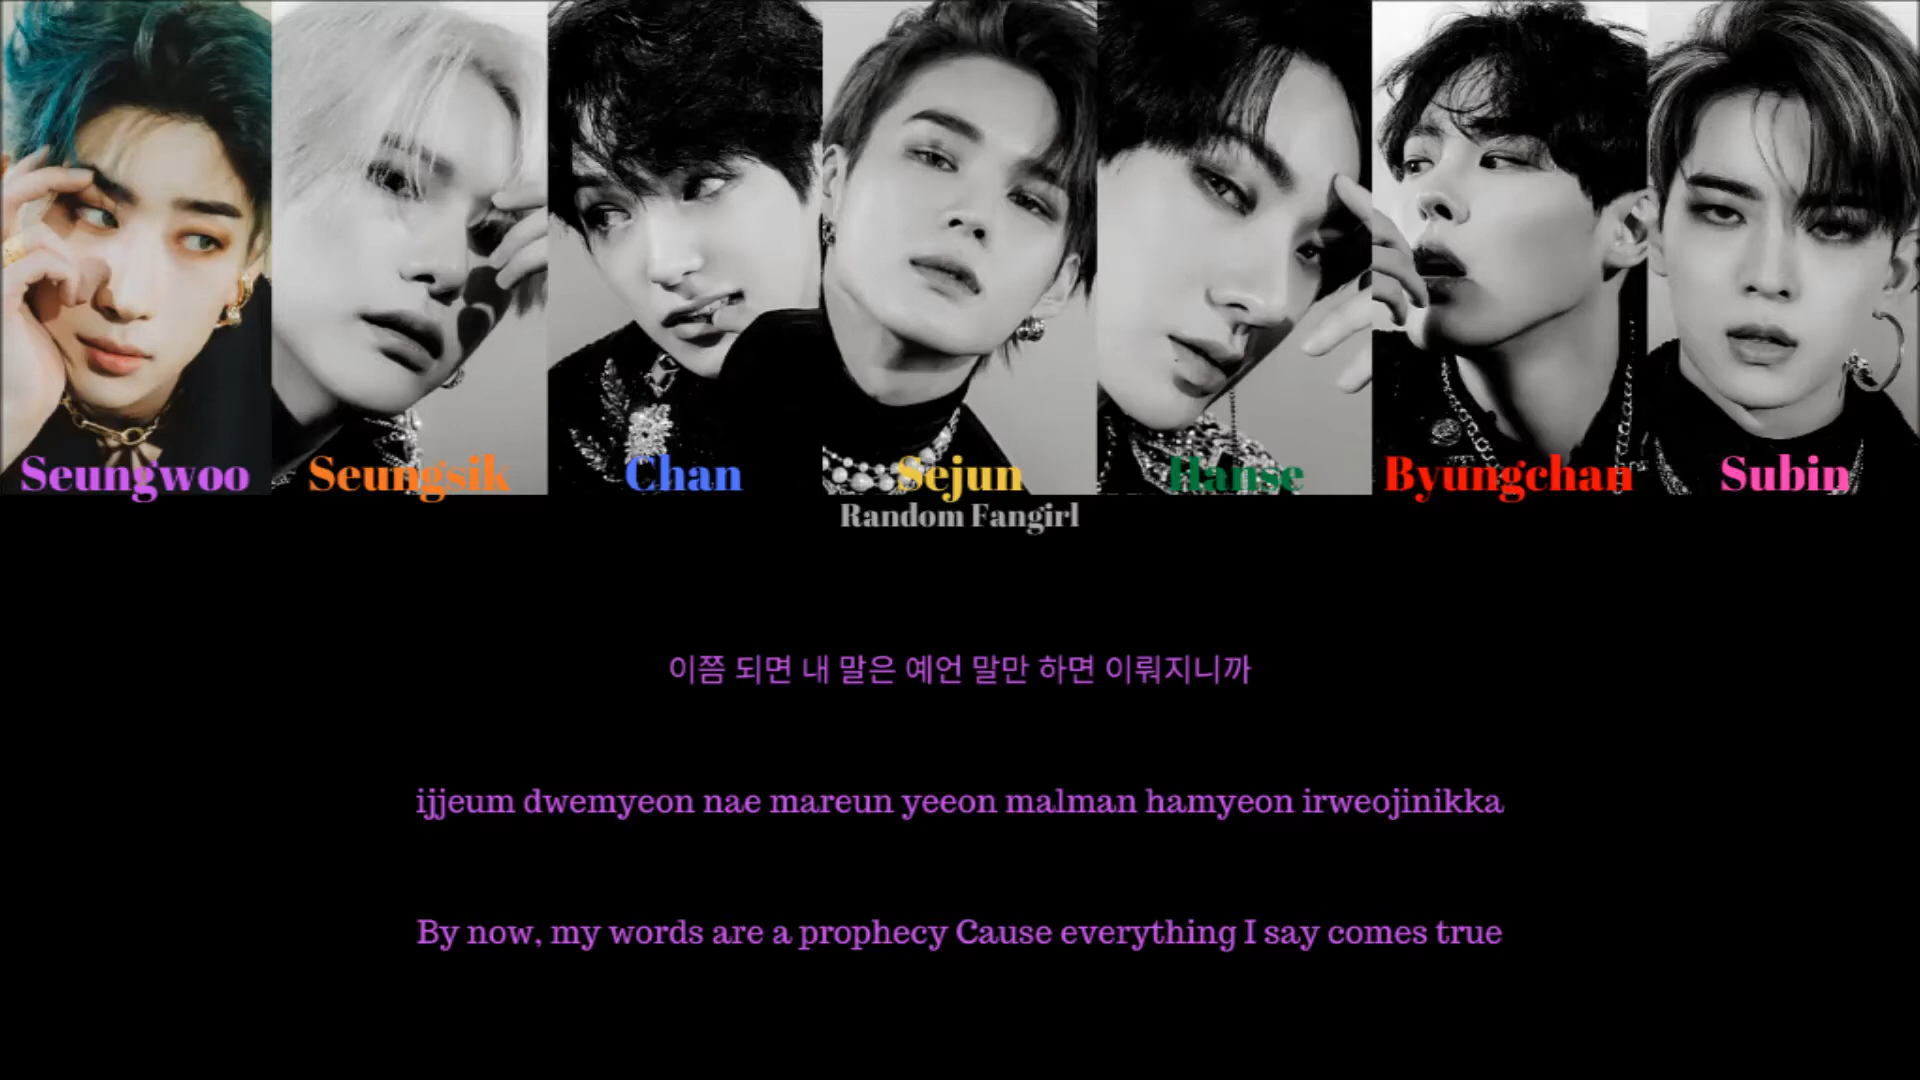 Seungwoo Seungsik Chan Sejun Hanse Byungchan Subin
Random Fangirl
이쯤 되면 내 말은 예언 말만 하면 이뤄지니까
ijjeum dwemyeon nae mareun yeeon malman hamyeon irweojinikka
By now, my words are a prophecy Cause everything I say comes true